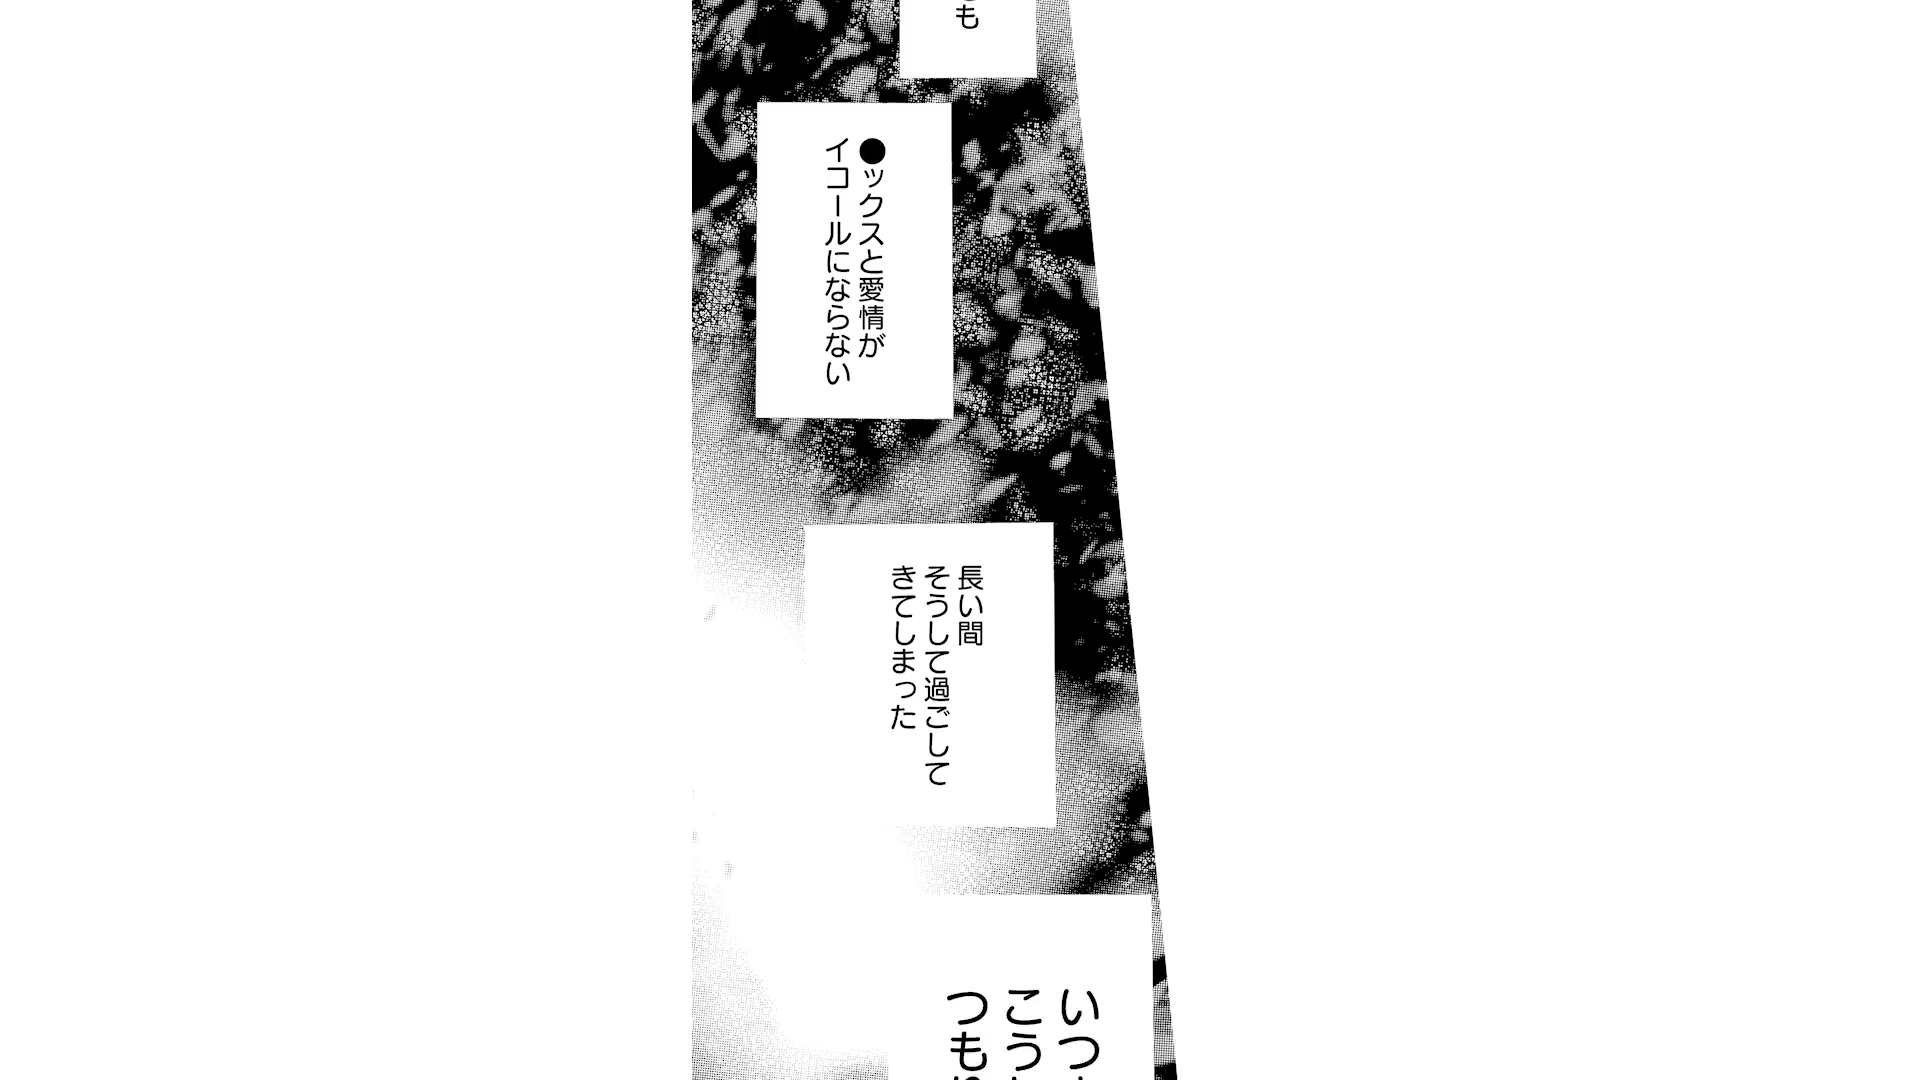 も
●ックスと愛情が
イコールにならない
長い間
そうして過ごして
きてしまった
いつ
こう
つも